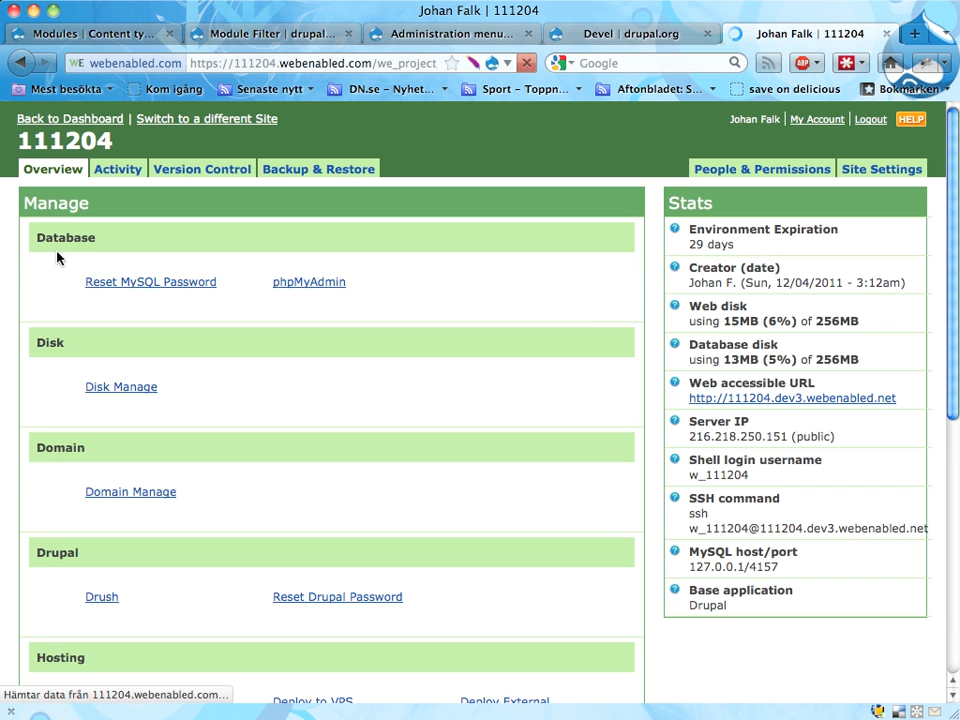 Johan Falk | 111204
Modules | Content ty...
Module Filter | drupal...
Administration menu...
Devel | drupal.org
Johan Falk | 111204
WE webenabled.com
https://111204.webenabled.com/we_project
Google
ABP
Mest besökta
Kom igång
Senaste nytt
DN.se - Nyhet...
Sport - Toppn...
Aftonbladet: S...
save on delicious
Bokmärken
Back to Dashboard | Switch to a different Site
Johan Falk | My Account | Logout HELP
111204
Overview Activity Version Control Backup & Restore
People & Permissions Site Settings
Manage
Database
Reset MySQL Password phpMyAdmin
Disk
Disk Manage
Domain
Domain Manage
Drupal
Drush Reset Drupal Password
Hosting
Deploy to VPS Deploy External
Stats
Environment Expiration
29 days
Creator (date)
Johan F. (Sun, 12/04/2011 - 3:12am)
Web disk
using 15MB (6%) of 256MB
Database disk
using 13MB (5%) of 256MB
Web accessible URL
http://111204.dev3.webenabled.net
Server IP
216.218.250.151 (public)
Shell login username
w_111204
SSH command
ssh
w_111204@111204.dev3.webenabled.net
MySQL host/port
127.0.0.1/4157
Base application
Drupal
Hämtar data från 111204.webenabled.com...